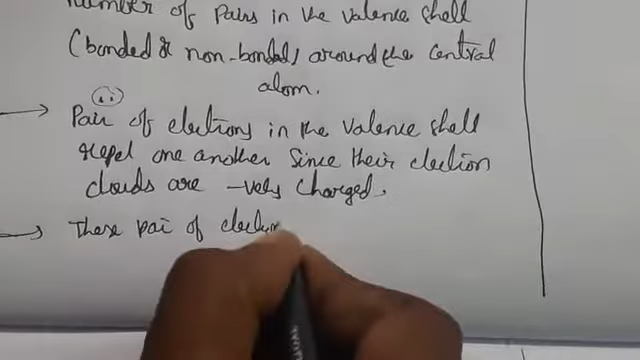 number of pairs in the valence shell
(bonded & non-bonded) around the central
atom.
Pair of electrons in the valence shell
repel one another since their electron
clouds are -vely charged.
These pair of